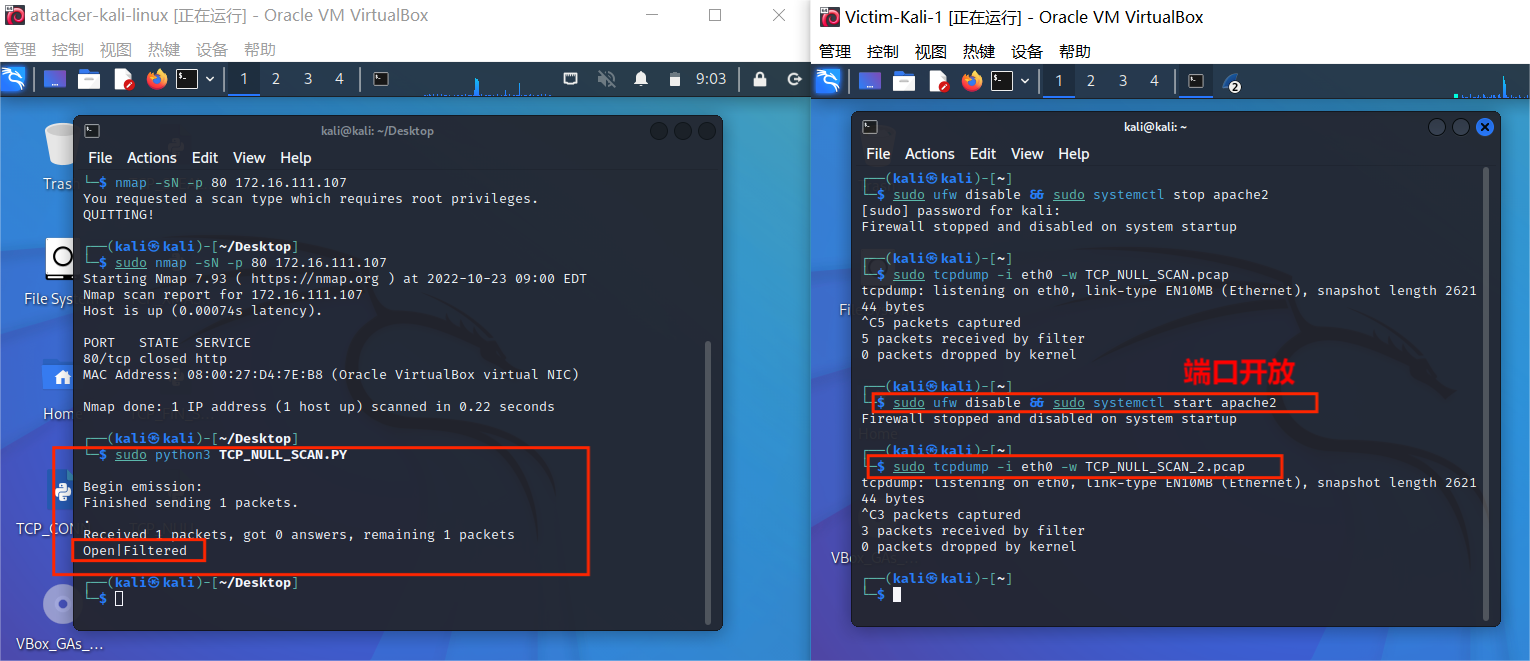 attacker-kali-linux [正在运行] - Oracle VM VirtualBox
管理 控制 视图 热键 设备 帮助
1 2 3 4 9:03
Trash
File Sys
Home
TCP_CON
VBox_GAs_...
kali@kali: ~/Desktop
File Actions Edit View Help
└─$ nmap -sN -p 80 172.16.111.107
You requested a scan type which requires root privileges.
QUITTING!
┌──(kali㉿kali)-[~/Desktop]
└─$ sudo nmap -sN -p 80 172.16.111.107
Starting Nmap 7.93 ( https://nmap.org ) at 2022-10-23 09:00 EDT
Nmap scan report for 172.16.111.107
Host is up (0.00074s latency).
PORT STATE SERVICE
80/tcp closed http
MAC Address: 08:00:27:D4:7E:B8 (Oracle VirtualBox virtual NIC)
Nmap done: 1 IP address (1 host up) scanned in 0.22 seconds
┌──(kali㉿kali)-[~/Desktop]
└─$ sudo python3 TCP_NULL_SCAN.PY
Begin emission:
Finished sending 1 packets.
.
Received 1 packets, got 0 answers, remaining 1 packets
Open|Filtered
┌──(kali㉿kali)-[~/Desktop]
└─$
Victim-Kali-1 [正在运行] - Oracle VM VirtualBox
管理 控制 视图 热键 设备 帮助
1 2 3 4 2
Fi
VB
kali@kali: ~
File Actions Edit View Help
┌──(kali㉿kali)-[~]
└─$ sudo ufw disable && sudo systemctl stop apache2
[sudo] password for kali:
Firewall stopped and disabled on system startup
┌──(kali㉿kali)-[~]
└─$ sudo tcpdump -i eth0 -w TCP_NULL_SCAN.pcap
tcpdump: listening on eth0, link-type EN10MB (Ethernet), snapshot length 2621
44 bytes
^C5 packets captured
5 packets received by filter
0 packets dropped by kernel
端口开放
┌──(kali㉿kali)-[~]
└─$ sudo ufw disable && sudo systemctl start apache2
Firewall stopped and disabled on system startup
┌──(kali㉿kali)-[~]
└─$ sudo tcpdump -i eth0 -w TCP_NULL_SCAN_2.pcap
tcpdump: listening on eth0, link-type EN10MB (Ethernet), snapshot length 2621
44 bytes
^C3 packets captured
3 packets received by filter
0 packets dropped by kernel
┌──(kali㉿kali)-[~]
└─$